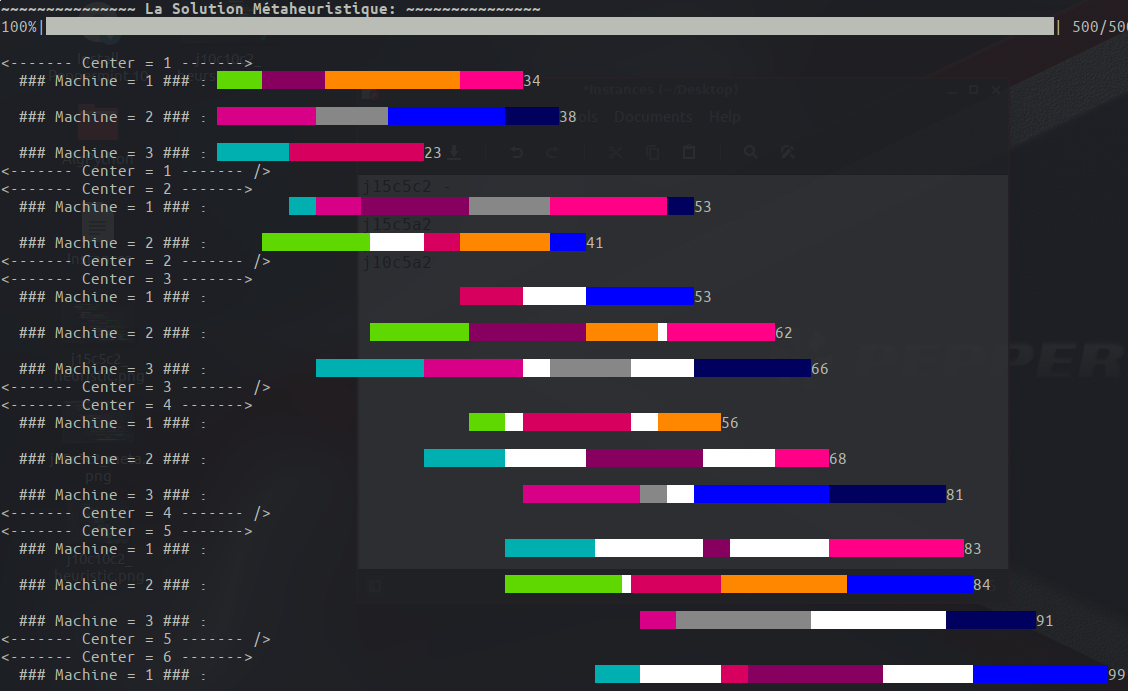 ~~~~~~~~~~~~~~~ La Solution Métaheuristique: ~~~~~~~~~~~~~~~
100%| | 500/500
<------- Center = 1 ------->
### Machine = 1 ### : 34
### Machine = 2 ### : 38
### Machine = 3 ### : 23
<------- Center = 1 ------- />
<------- Center = 2 ------->
### Machine = 1 ### : 53
### Machine = 2 ### : 41
<------- Center = 2 ------- />
<------- Center = 3 ------->
### Machine = 1 ### : 53
### Machine = 2 ### : 62
### Machine = 3 ### : 66
<------- Center = 3 ------- />
<------- Center = 4 ------->
### Machine = 1 ### : 56
### Machine = 2 ### : 68
### Machine = 3 ### : 81
<------- Center = 4 ------- />
<------- Center = 5 ------->
### Machine = 1 ### : 83
### Machine = 2 ### : 84
### Machine = 3 ### : 91
<------- Center = 5 ------- />
<------- Center = 6 ------->
### Machine = 1 ### : 99
*Instances (~/Desktop)
Documents Help
j15c5c2 -
j15c5a2
j10c5a2